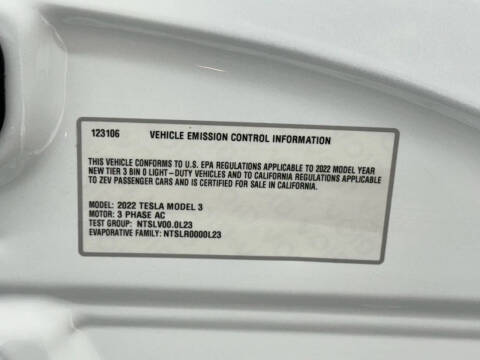 123106 VEHICLE EMISSION CONTROL INFORMATION
THIS VEHICLE CONFORMS TO U.S. EPA REGULATIONS APPLICABLE TO 2022 MODEL YEAR
NEW TIER 3 BIN 0 LIGHT-DUTY VEHICLES AND TO CALIFORNIA REGULATIONS APPLICABLE
TO ZEV PASSENGER CARS AND IS CERTIFIED FOR SALE IN CALIFORNIA.
MODEL: 2022 TESLA MODEL 3
MOTOR: 3 PHASE AC
TEST GROUP: NTSLV00.0L23
EVAPORATIVE FAMILY: NTSLR0000L23